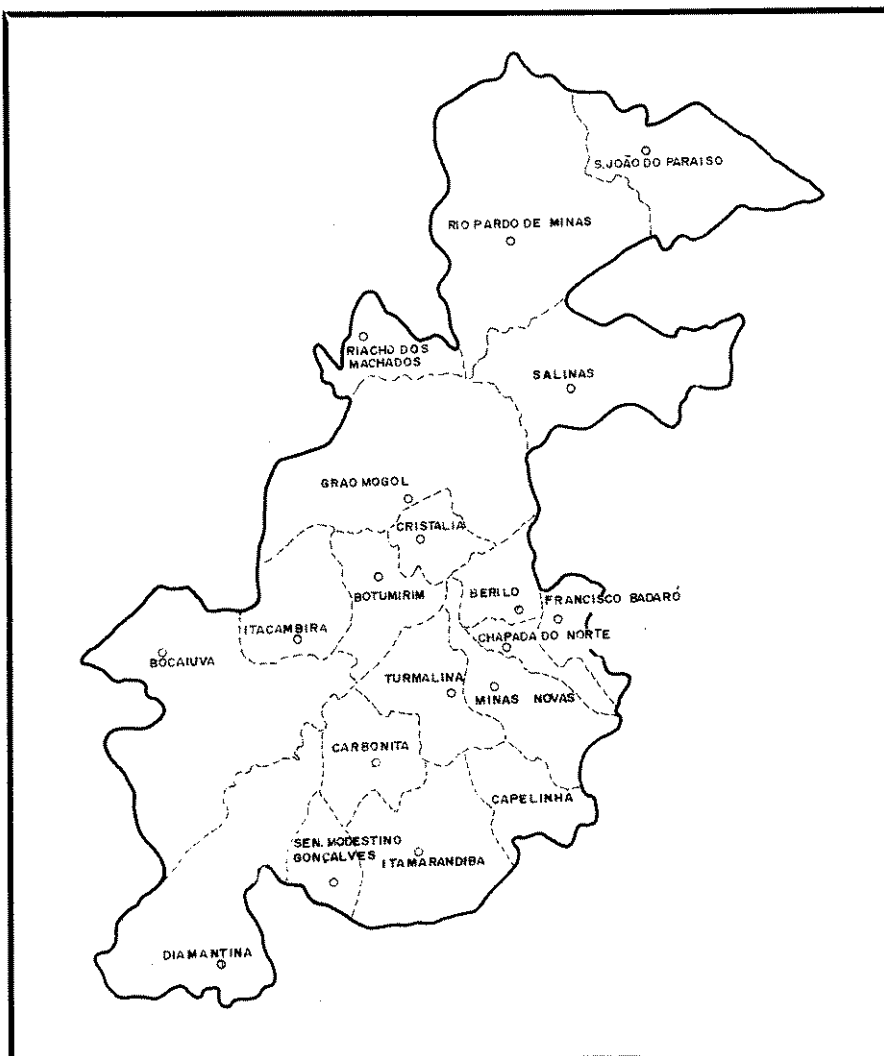 S. JOÃO DO PARAISO
RIO PARDO DE MINAS
RIACHO DOS
MACHADOS
SALINAS
GRAO MOGOL
CRISTALIA
BOTUMIRIM
BERILO
FRANCISCO BADARÓ
ITACAMBIRA
CHAPADA DO NORTE
BOCAIUVA
TURMALINA
MINAS NOVAS
CARBONITA
CAPELINHA
SEN. MODESTINO
GONÇALVES
ITAMARANDIBA
DIAMANTINA